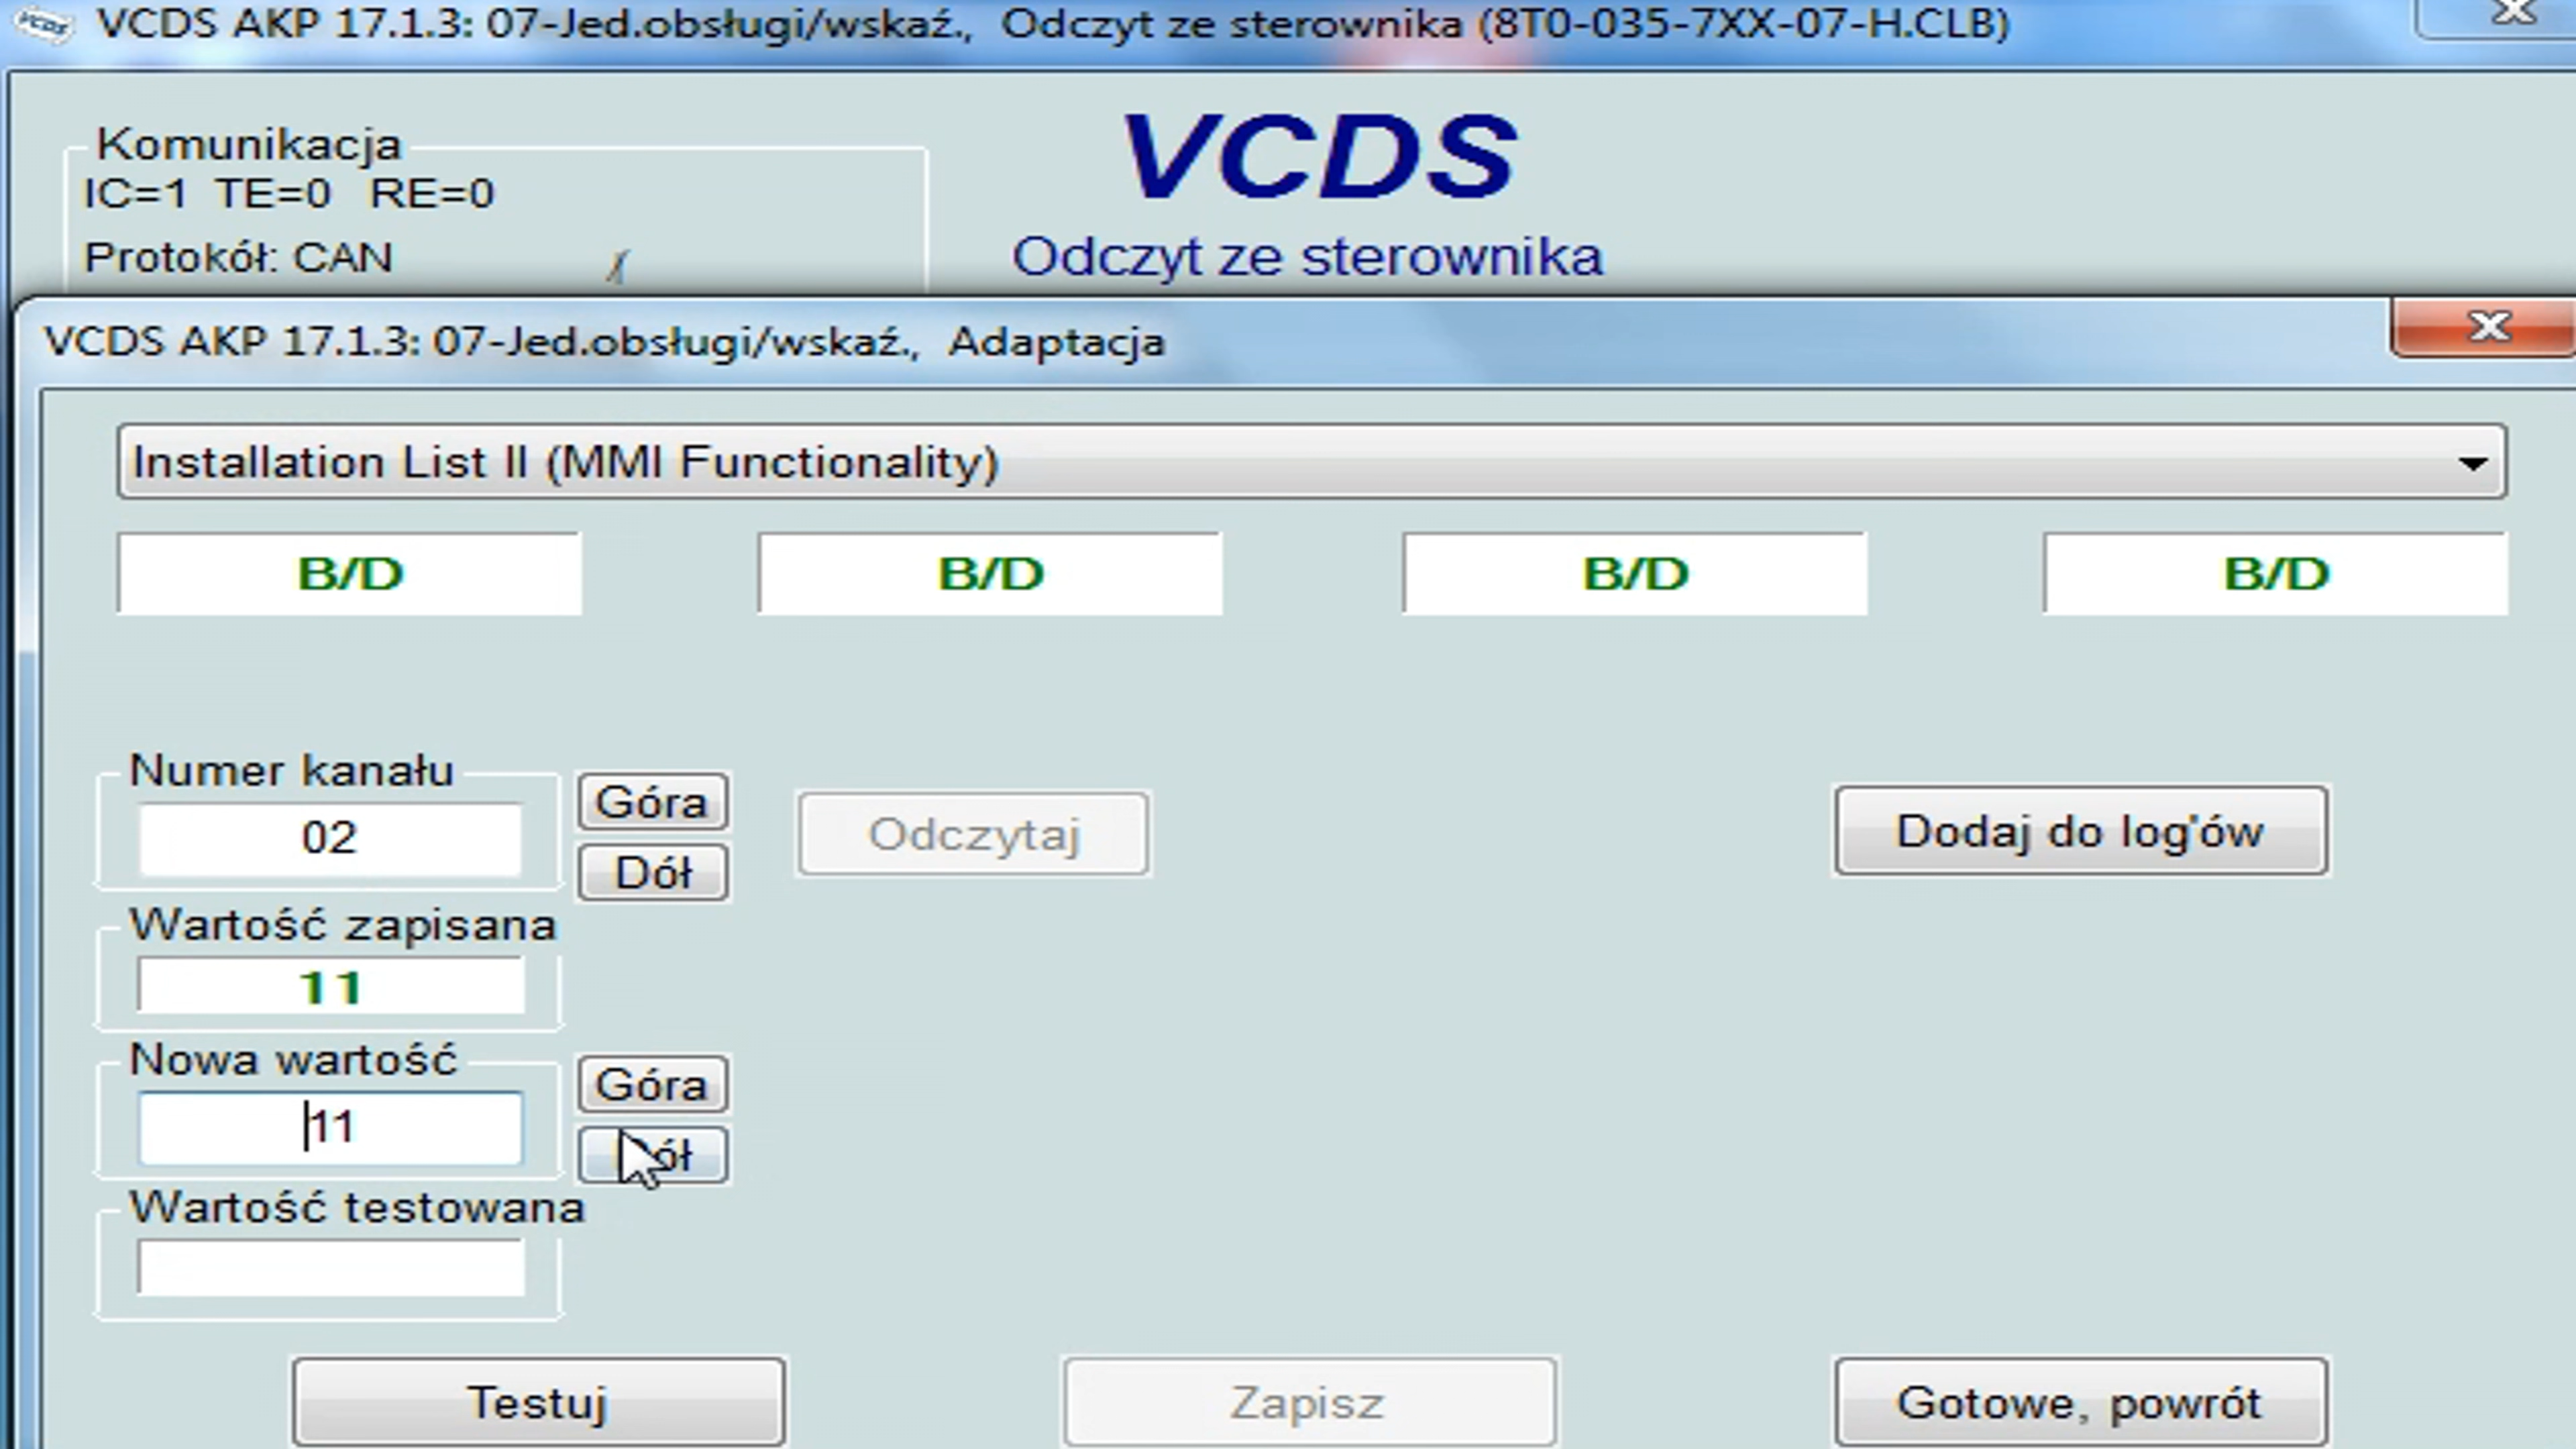 VCDS AKP 17.1.3: 07-Jed.obsługi/wskaź., Odczyt ze sterownika (8T0-035-7XX-07-H.CLB)
Komunikacja
IC=1 TE=0 RE=0
Protokół: CAN
VCDS
Odczyt ze sterownika
VCDS AKP 17.1.3: 07-Jed.obsługi/wskaź., Adaptacja
Installation List II (MMI Functionality)
B/D B/D B/D B/D
Numer kanału
02
Góra
Dół
Odczytaj
Dodaj do log'ów
Wartość zapisana
11
Nowa wartość
11
Góra
Wartość testowana
Testuj
Zapisz
Gotowe, powrót